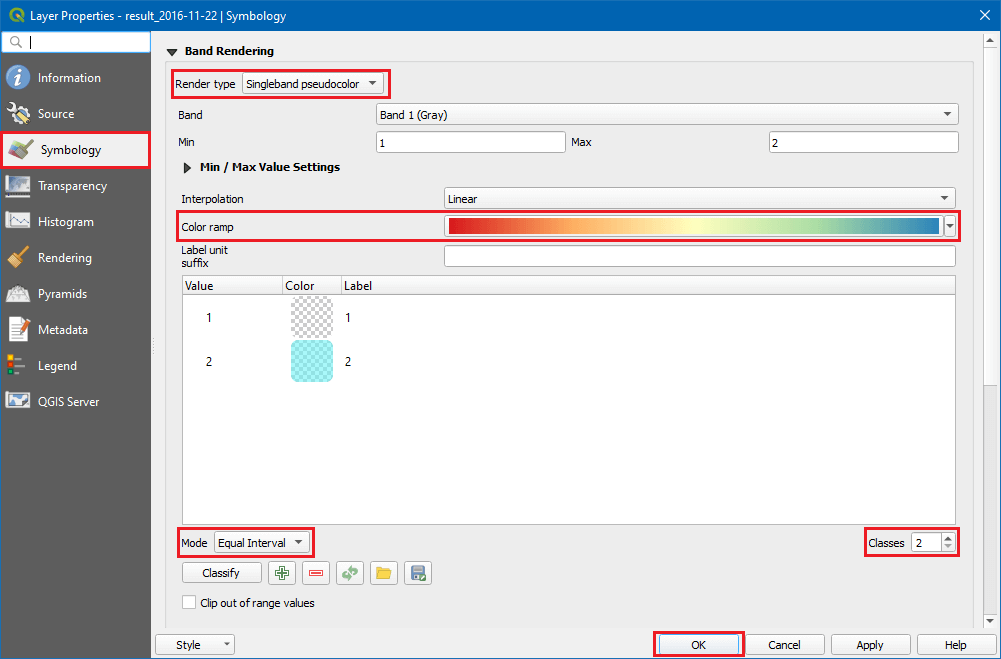 Layer Properties - result_2016-11-22 | Symbology
Information
Source
Symbology
Transparency
Histogram
Rendering
Pyramids
Metadata
Legend
QGIS Server
Band Rendering
Render type Singleband pseudocolor
Band Band 1 (Gray)
Min 1 Max 2
Min / Max Value Settings
Interpolation Linear
Color ramp
Label unit
suffix
Value Color Label
1 1
2 2
Mode Equal Interval Classes 2
Classify
Clip out of range values
Style OK Cancel Apply Help